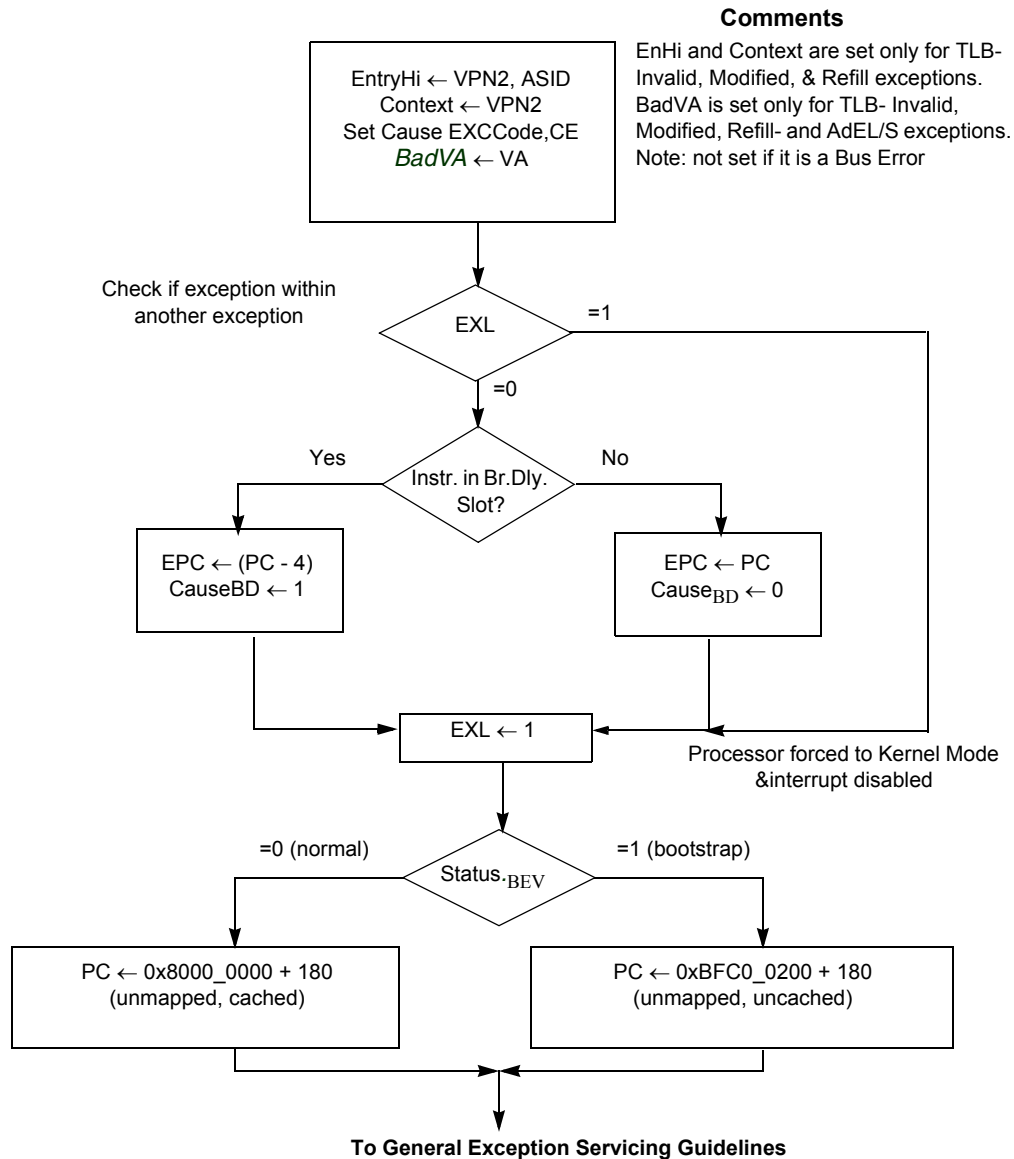 Comments
EnHi and Context are set only for TLB-
Invalid, Modified, & Refill exceptions.
BadVA is set only for TLB- Invalid,
Modified, Refill- and AdEL/S exceptions.
Note: not set if it is a Bus Error
EntryHi ← VPN2, ASID
Context ← VPN2
Set Cause EXCCode,CE
BadVA ← VA
Check if exception within
another exception
EXL
=1
=0
Yes
Instr. in Br.Dly.
Slot?
No
EPC ← (PC - 4)
CauseBD ← 1
EPC ← PC
CauseBD ← 0
EXL ← 1
Processor forced to Kernel Mode
&interrupt disabled
=0 (normal)
Status.BEV
=1 (bootstrap)
PC ← 0x8000_0000 + 180
(unmapped, cached)
PC ← 0xBFC0_0200 + 180
(unmapped, uncached)
To General Exception Servicing Guidelines